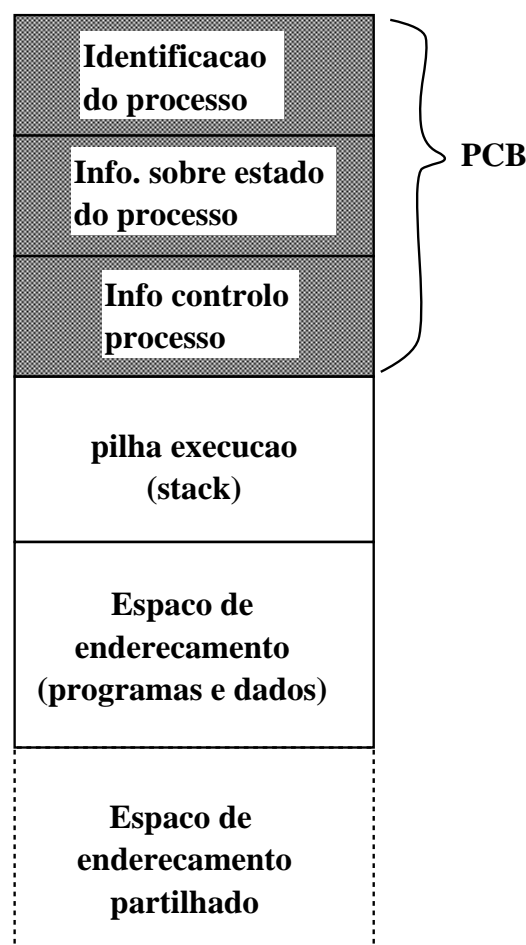 Identificacao
do processo
PCB
Info. sobre estado
do processo
Info controlo
processo
pilha execucao
(stack)
Espaco de
enderecamento
(programas e dados)
Espaco de
enderecamento
partilhado